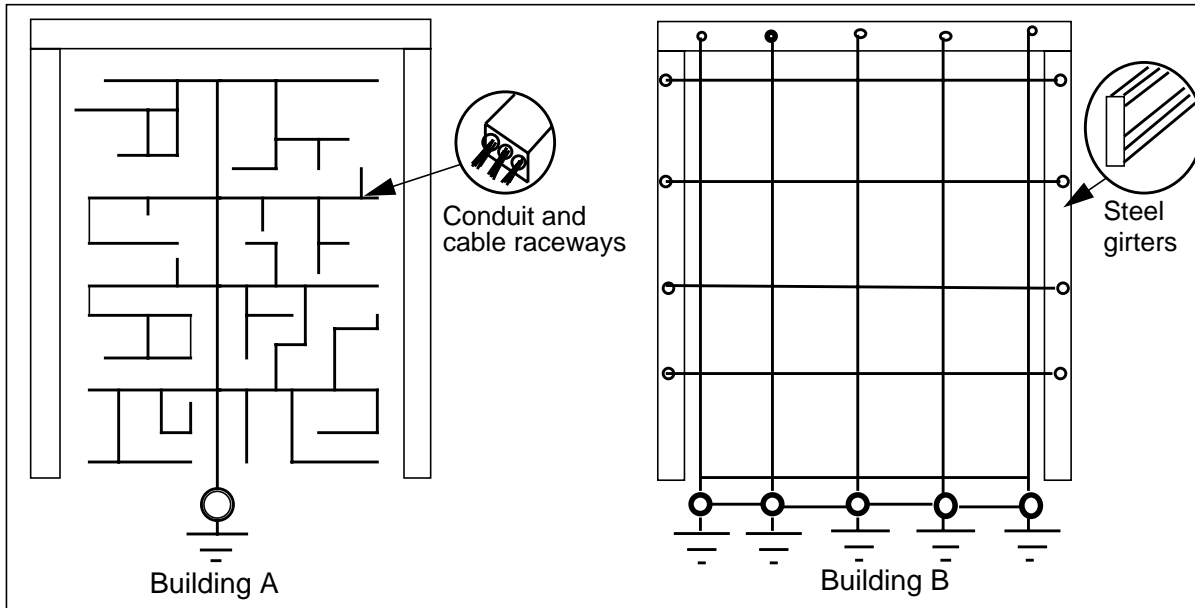 Conduit and
cable raceways
Steel
girters
Building A
Building B